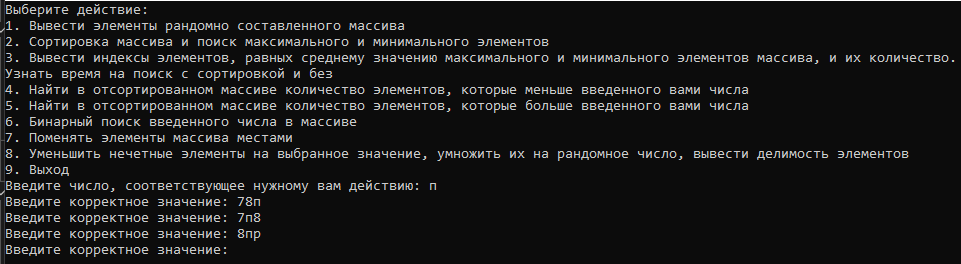 Выберите действие:
1. Вывести элементы рандомно составленного массива
2. Сортировка массива и поиск максимального и минимального элементов
3. Вывести индексы элементов, равных среднему значению максимального и минимального элементов массива, и их количество.
Узнать время на поиск с сортировкой и без
4. Найти в отсортированном массиве количество элементов, которые меньше введенного вами числа
5. Найти в отсортированном массиве количество элементов, которые больше введенного вами числа
6. Бинарный поиск введенного числа в массиве
7. Поменять элементы массива местами
8. Уменьшить нечетные элементы на выбранное значение, умножить их на рандомное число, вывести делимость элементов
9. Выход
Введите число, соответствующее нужному вам действию: п
Введите корректное значение: 78п
Введите корректное значение: 7п8
Введите корректное значение: 8пр
Введите корректное значение: